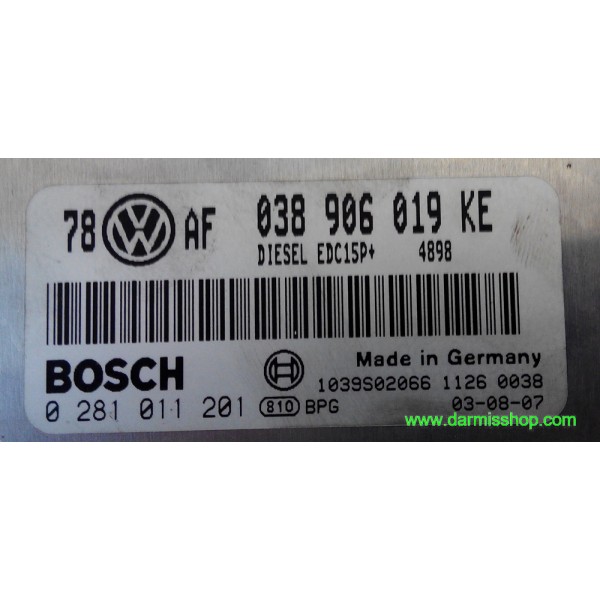 78 VW AF 038 906 019 KE
DIESEL EDC15P+ 4898
BOSCH Made in Germany
1039S02066 1126 0038
0 281 011 201 810 BPG 03-08-07
www.darmisshop.com